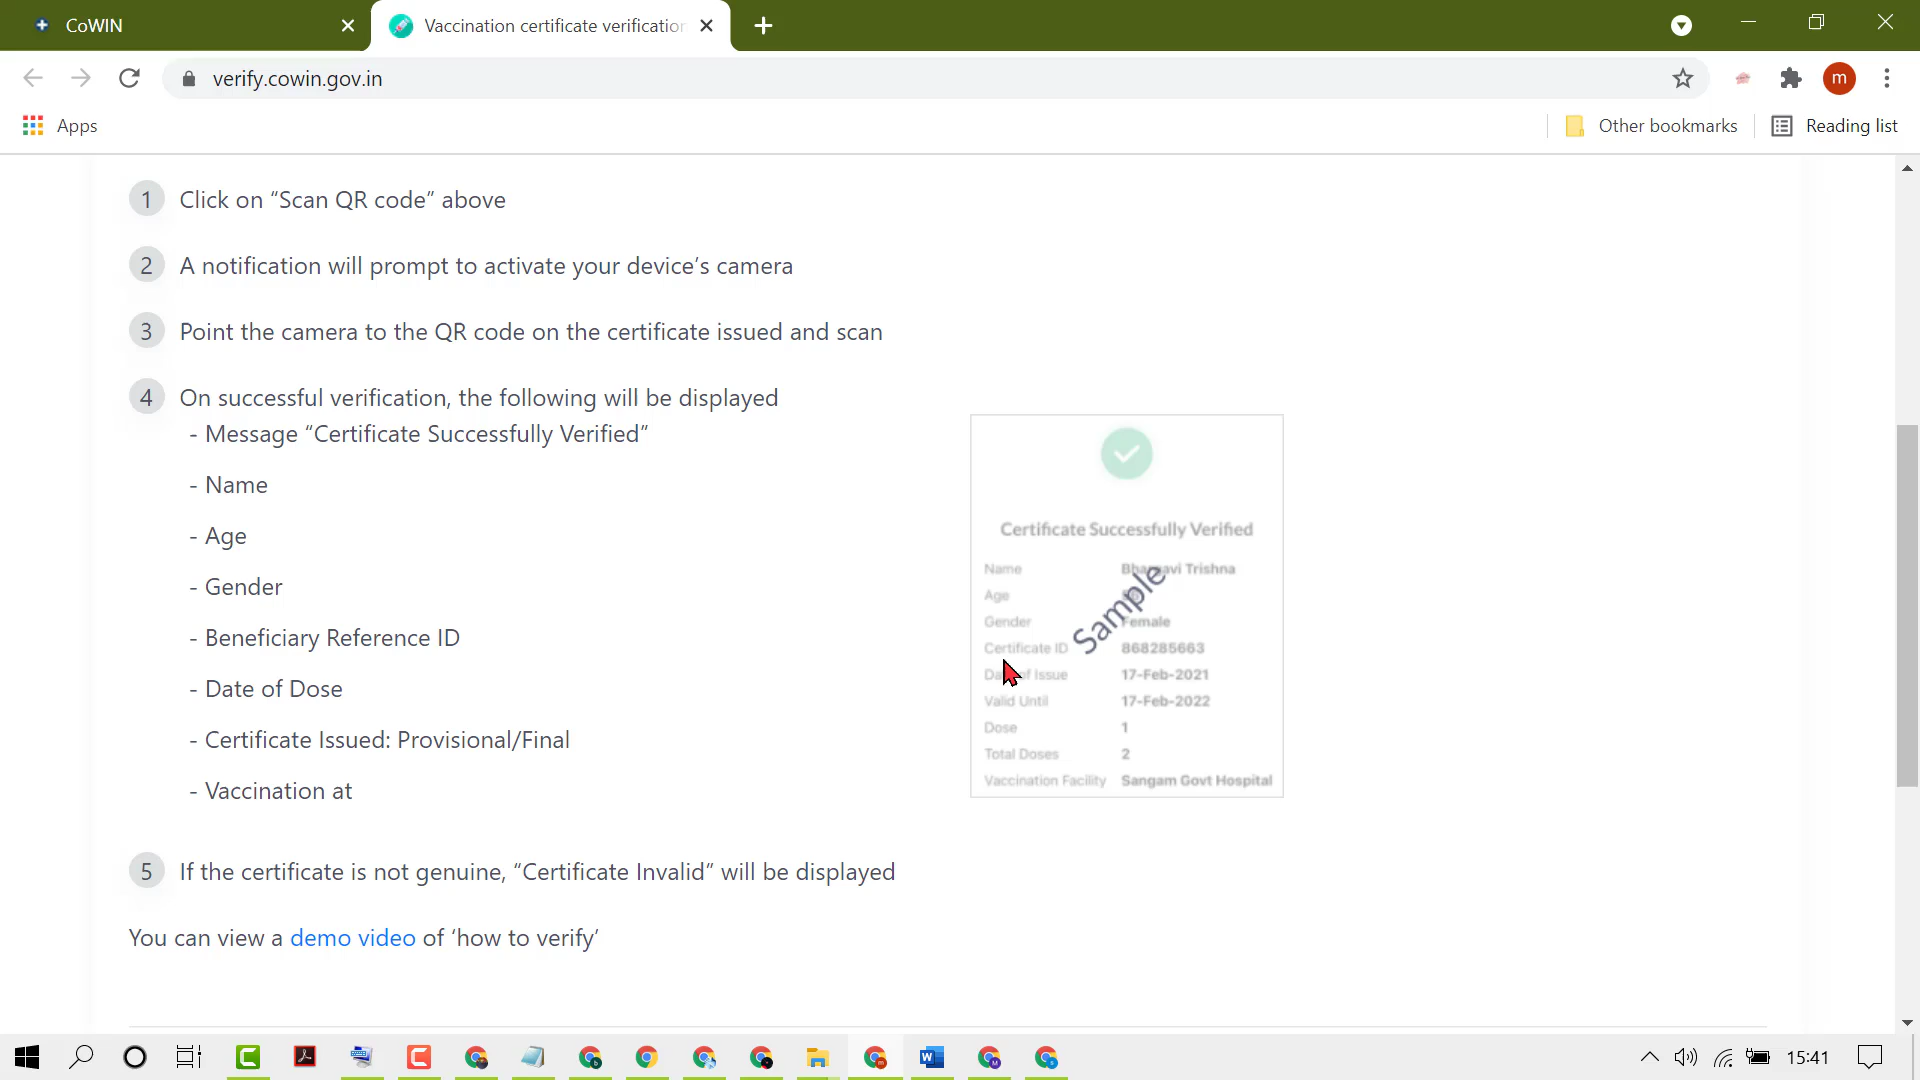 CoWIN
Vaccination certificate verification
verify.cowin.gov.in
m
Apps
Other bookmarks
Reading list
1 Click on “Scan QR code” above
2 A notification will prompt to activate your device’s camera
3 Point the camera to the QR code on the certificate issued and scan
4 On successful verification, the following will be displayed
- Message “Certificate Successfully Verified”
- Name
- Age
- Gender
- Beneficiary Reference ID
- Date of Dose
- Certificate Issued: Provisional/Final
- Vaccination at
Certificate Successfully Verified
Name Bhargavi Trishna
Age
Gender Female
Certificate ID 868285663
Date of Issue 17-Feb-2021
Valid Until 17-Feb-2022
Dose 1
Total Doses 2
Vaccination Facility Sangam Govt Hospital
Sample
5 If the certificate is not genuine, “Certificate Invalid” will be displayed
You can view a demo video of ‘how to verify’
15:41